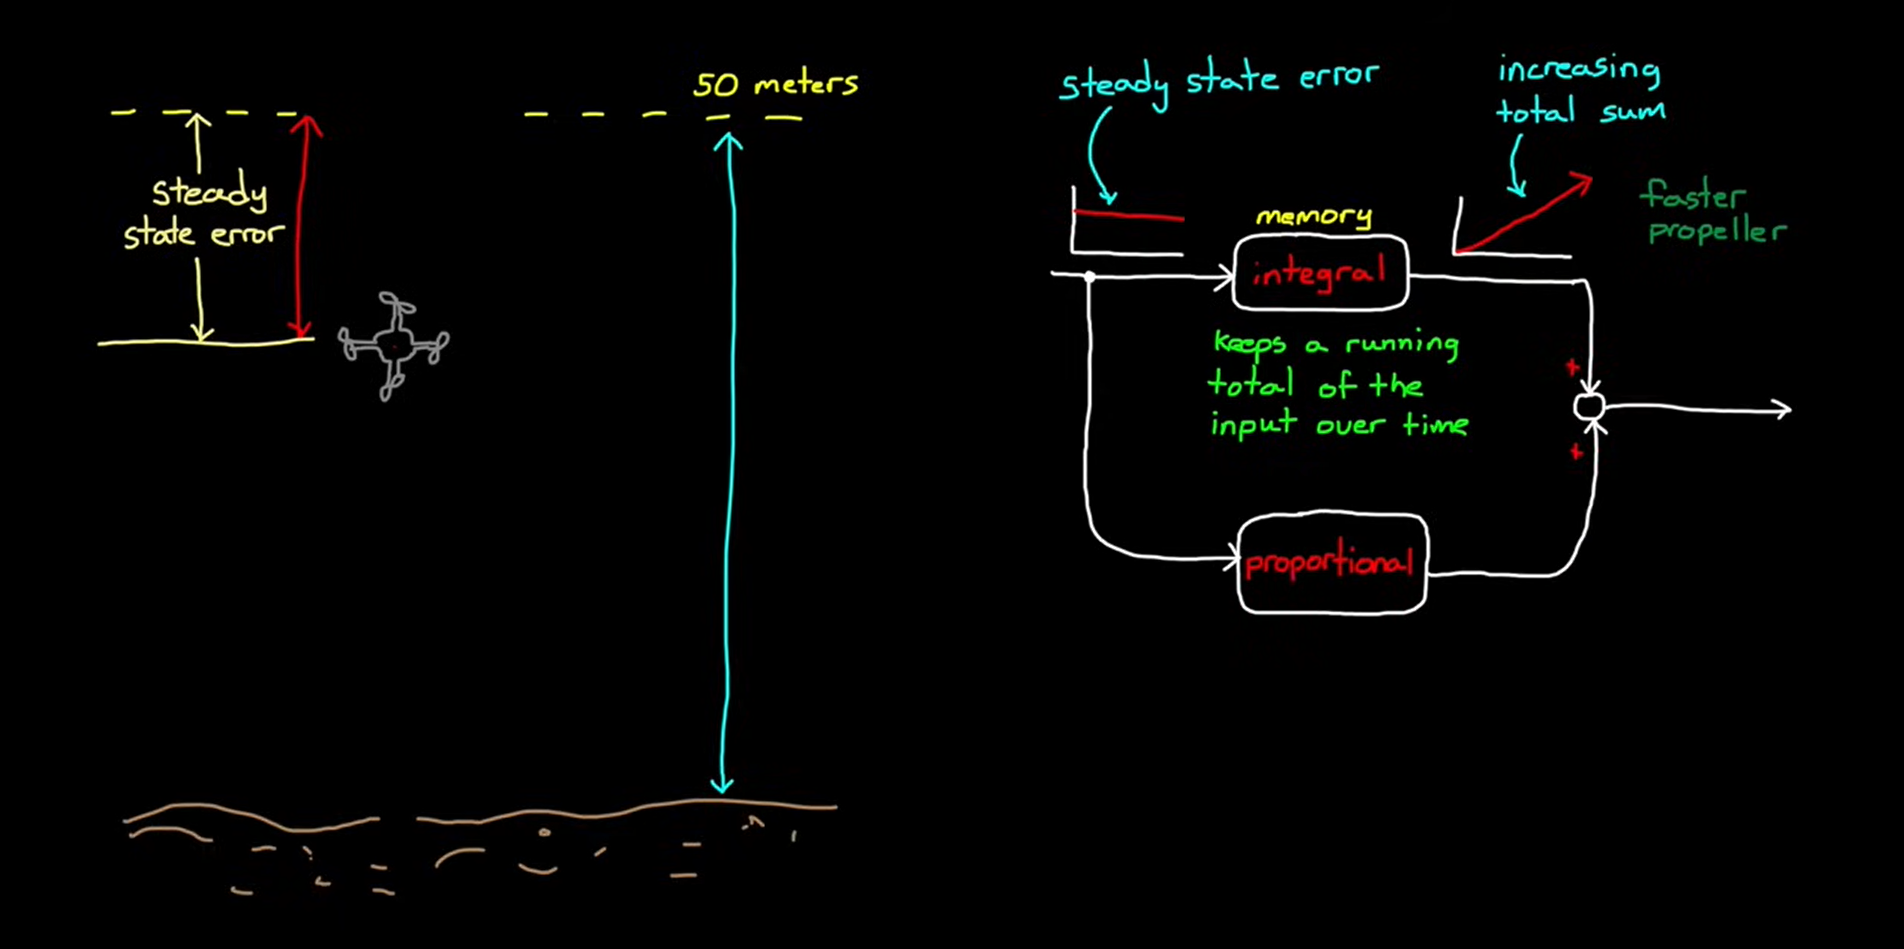 50 meters
steady
state error
steady state error
increasing
total sum
faster
propeller
memory
integral
keeps a running
total of the
input over time
+
+
proportional